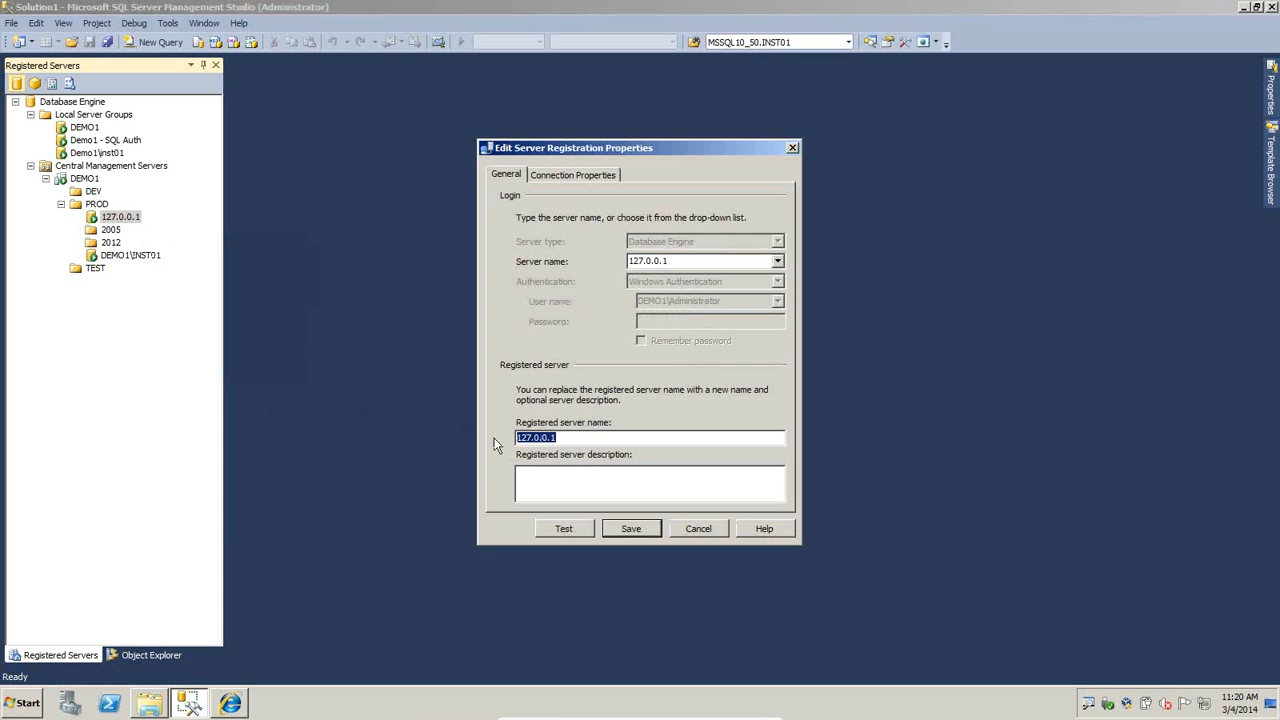 Solution1 - Microsoft SQL Server Management Studio (Administrator)
File Edit View Project Debug Tools Window Help
New Query
MSSQL10_50.INST01
Registered Servers
Database Engine
Local Server Groups
DEMO1
Demo1 - SQL Auth
Demo1\inst01
Central Management Servers
DEMO1
DEV
PROD
127.0.0.1
2005
2012
DEMO1\INST01
TEST
Registered Servers
Object Explorer
Ready
Edit Server Registration Properties
General
Connection Properties
Login
Type the server name, or choose it from the drop-down list.
Server type: Database Engine
Server name: 127.0.0.1
Authentication: Windows Authentication
User name: DEMO1\Administrator
Password:
Remember password
Registered server
You can replace the registered server name with a new name and
optional server description.
Registered server name:
127.0.0.1
Registered server description:
Test Save Cancel Help
Properties
Template Browser
Start
11:20 AM
3/4/2014